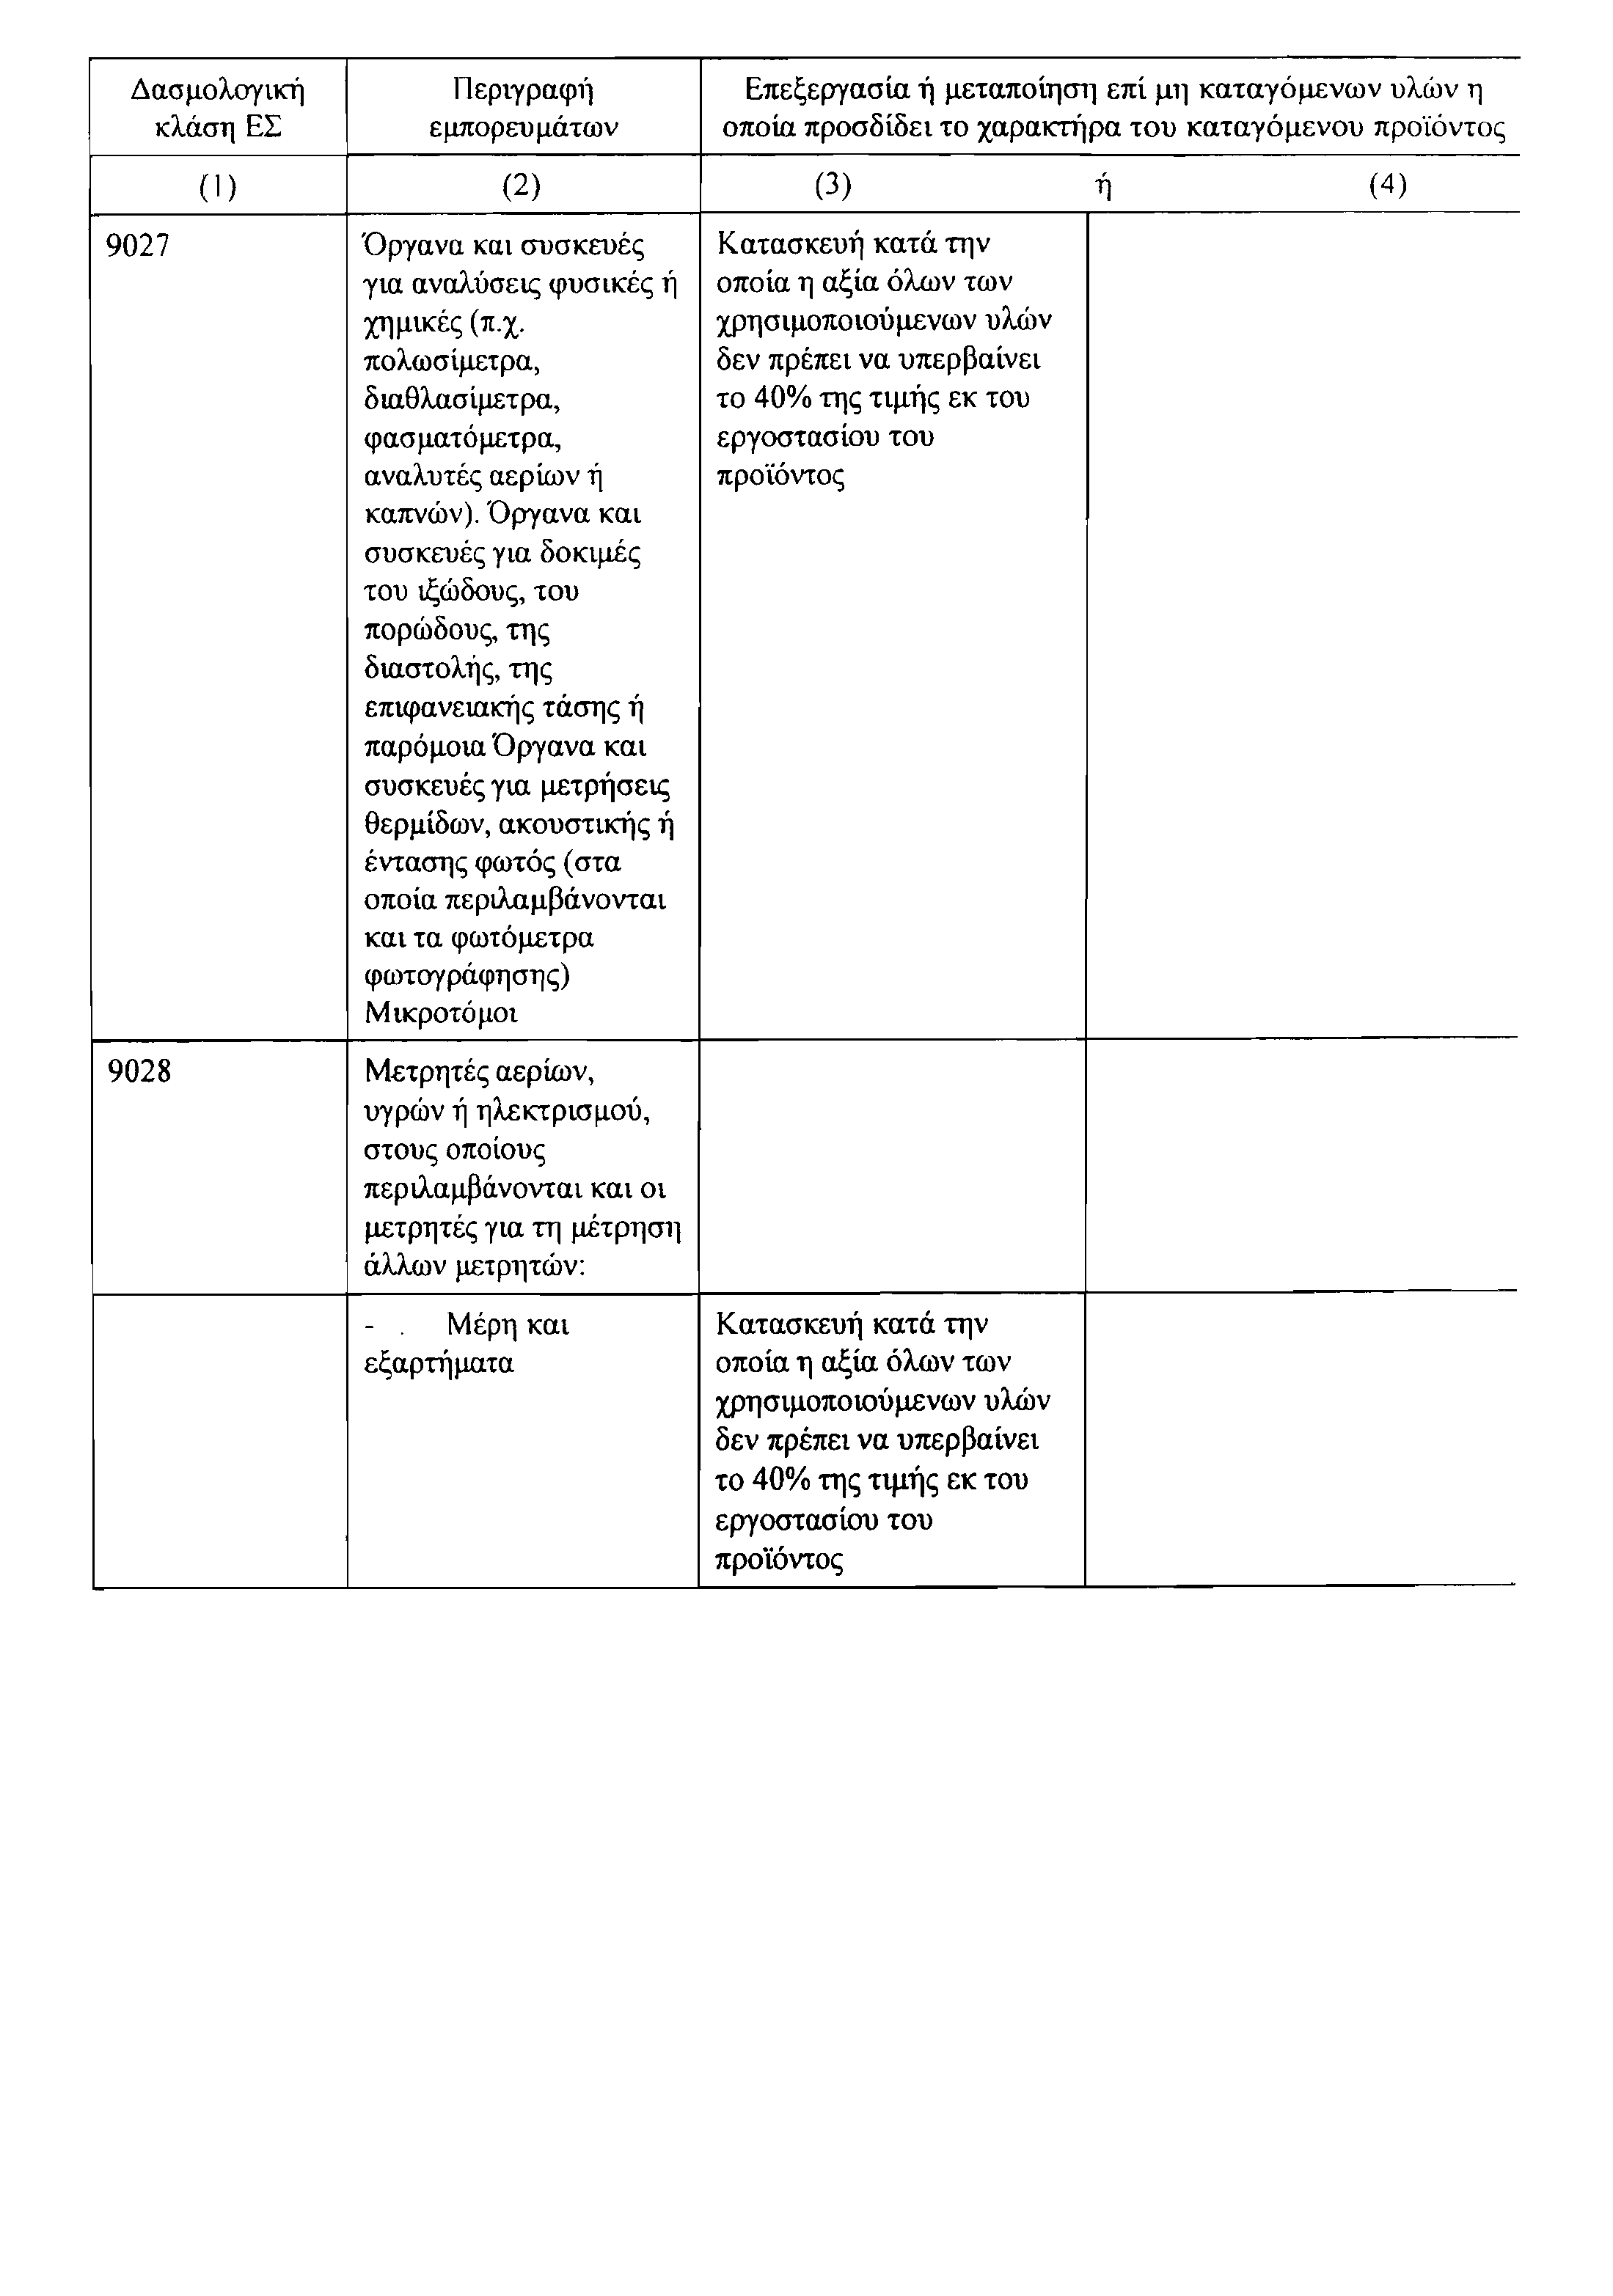 Δασμολογική
κλάση ΕΣ
Περιγραφή
εμπορευμάτων
Επεξεργασία ή μεταποίηση επί μη καταγόμενων υλών η
οποία προσδίδει το χαρακτήρα του καταγόμενου προϊόντος
(1)
(2)
(3) ή (4)
9027
Όργανα και συσκευές
για αναλύσεις φυσικές ή
χημικές (π.χ.
πολωσίμετρα,
διαθλασίμετρα,
φασματόμετρα,
αναλυτές αερίων ή
καπνών). Όργανα και
συσκευές για δοκιμές
του ιξώδους, του
πορώδους, της
διαστολής, της
επιφανειακής τάσης ή
παρόμοια Όργανα και
συσκευές για μετρήσεις
θερμίδων, ακουστικής ή
έντασης φωτός (στα
οποία περιλαμβάνονται
και τα φωτόμετρα
φωτογράφησης)
Μικροτόμοι
Κατασκευή κατά την
οποία η αξία όλων των
χρησιμοποιούμενων υλών
δεν πρέπει να υπερβαίνει
το 40% της τιμής εκ του
εργοστασίου του
προϊόντος
9028
Μετρητές αερίων,
υγρών ή ηλεκτρισμού,
στους οποίους
περιλαμβάνονται και οι
μετρητές για τη μέτρηση
άλλων μετρητών:
- . Μέρη και
εξαρτήματα
Κατασκευή κατά την
οποία η αξία όλων των
χρησιμοποιούμενων υλών
δεν πρέπει να υπερβαίνει
το 40% της τιμής εκ του
εργοστασίου του
προϊόντος